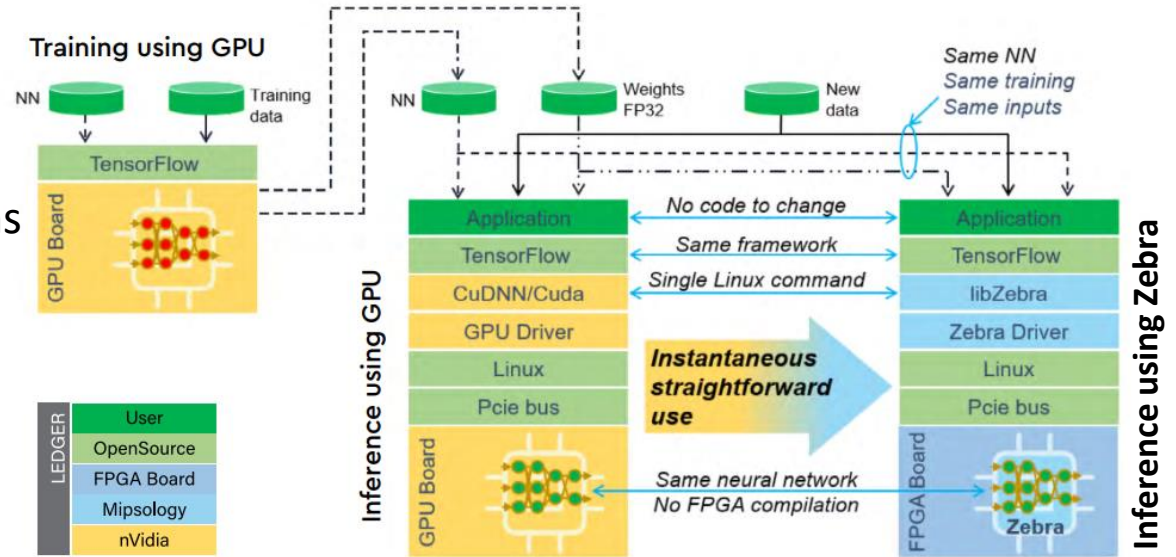 Training using GPU
NN
Training
data
TensorFlow
GPU Board
s
NN
Weights
FP32
New
data
Same NN
Same training
Same inputs
Inference using GPU
Application
TensorFlow
CuDNN/Cuda
GPU Driver
Linux
Pcie bus
GPU Board
No code to change
Same framework
Single Linux command
Instantaneous
straightforward
use
Same neural network
No FPGA compilation
Application
TensorFlow
libZebra
Zebra Driver
Linux
Pcie bus
FPGA Board
Zebra
Inference using Zebra
LEDGER
User
OpenSource
FPGA Board
Mipsology
nVidia